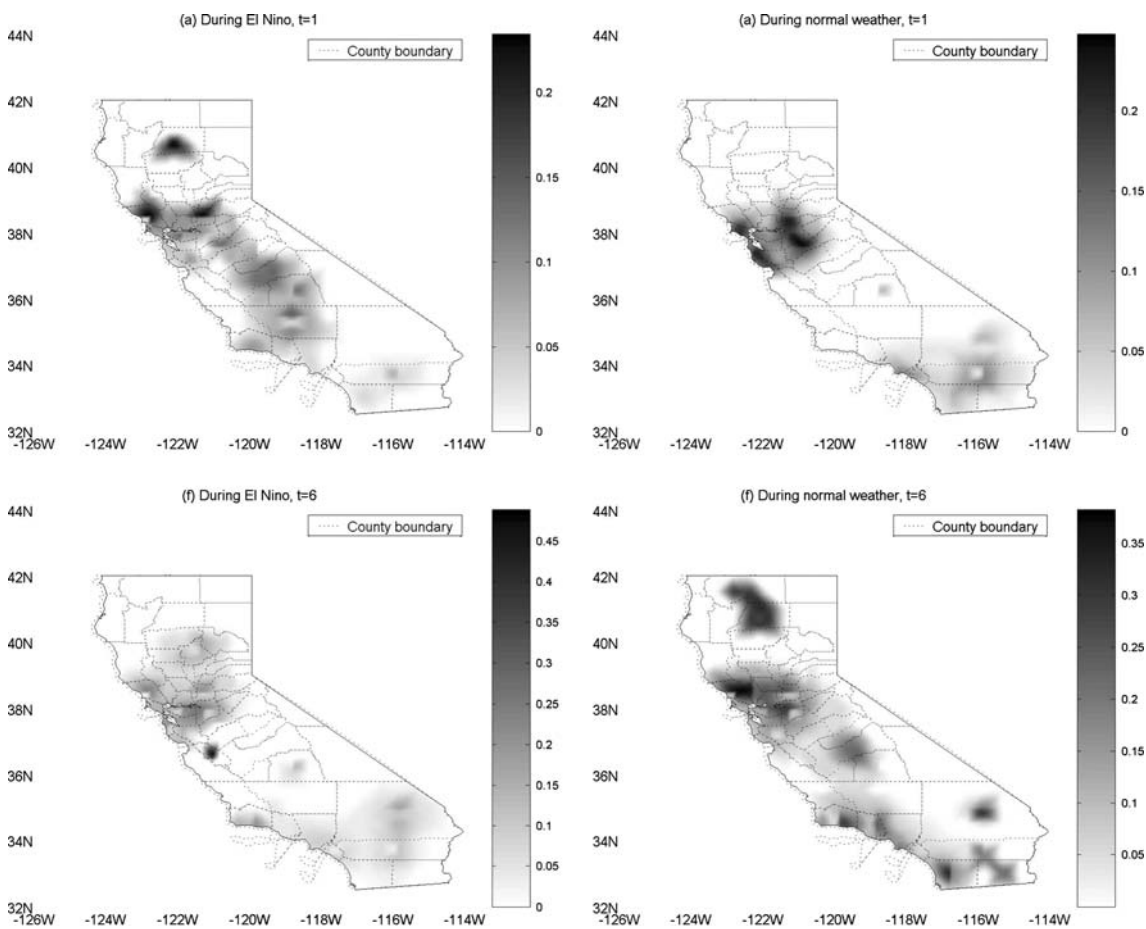 (a) During El Nino, t=1
44N
County boundary
42N
40N
38N
36N
34N
32N
-126W -124W -122W -120W -118W -116W -114W
0.2
0.15
0.1
0.05
0
(a) During normal weather, t=1
44N
County boundary
42N
40N
38N
36N
34N
32N
-126W -124W -122W -120W -118W -116W -114W
0.2
0.15
0.1
0.05
0
(f) During El Nino, t=6
44N
County boundary
42N
40N
38N
36N
34N
32N
-126W -124W -122W -120W -118W -116W -114W
0.45
0.4
0.35
0.3
0.25
0.2
0.15
0.1
0.05
0
(f) During normal weather, t=6
44N
County boundary
42N
40N
38N
36N
34N
32N
-126W -124W -122W -120W -118W -116W -114W
0.35
0.3
0.25
0.2
0.15
0.1
0.05